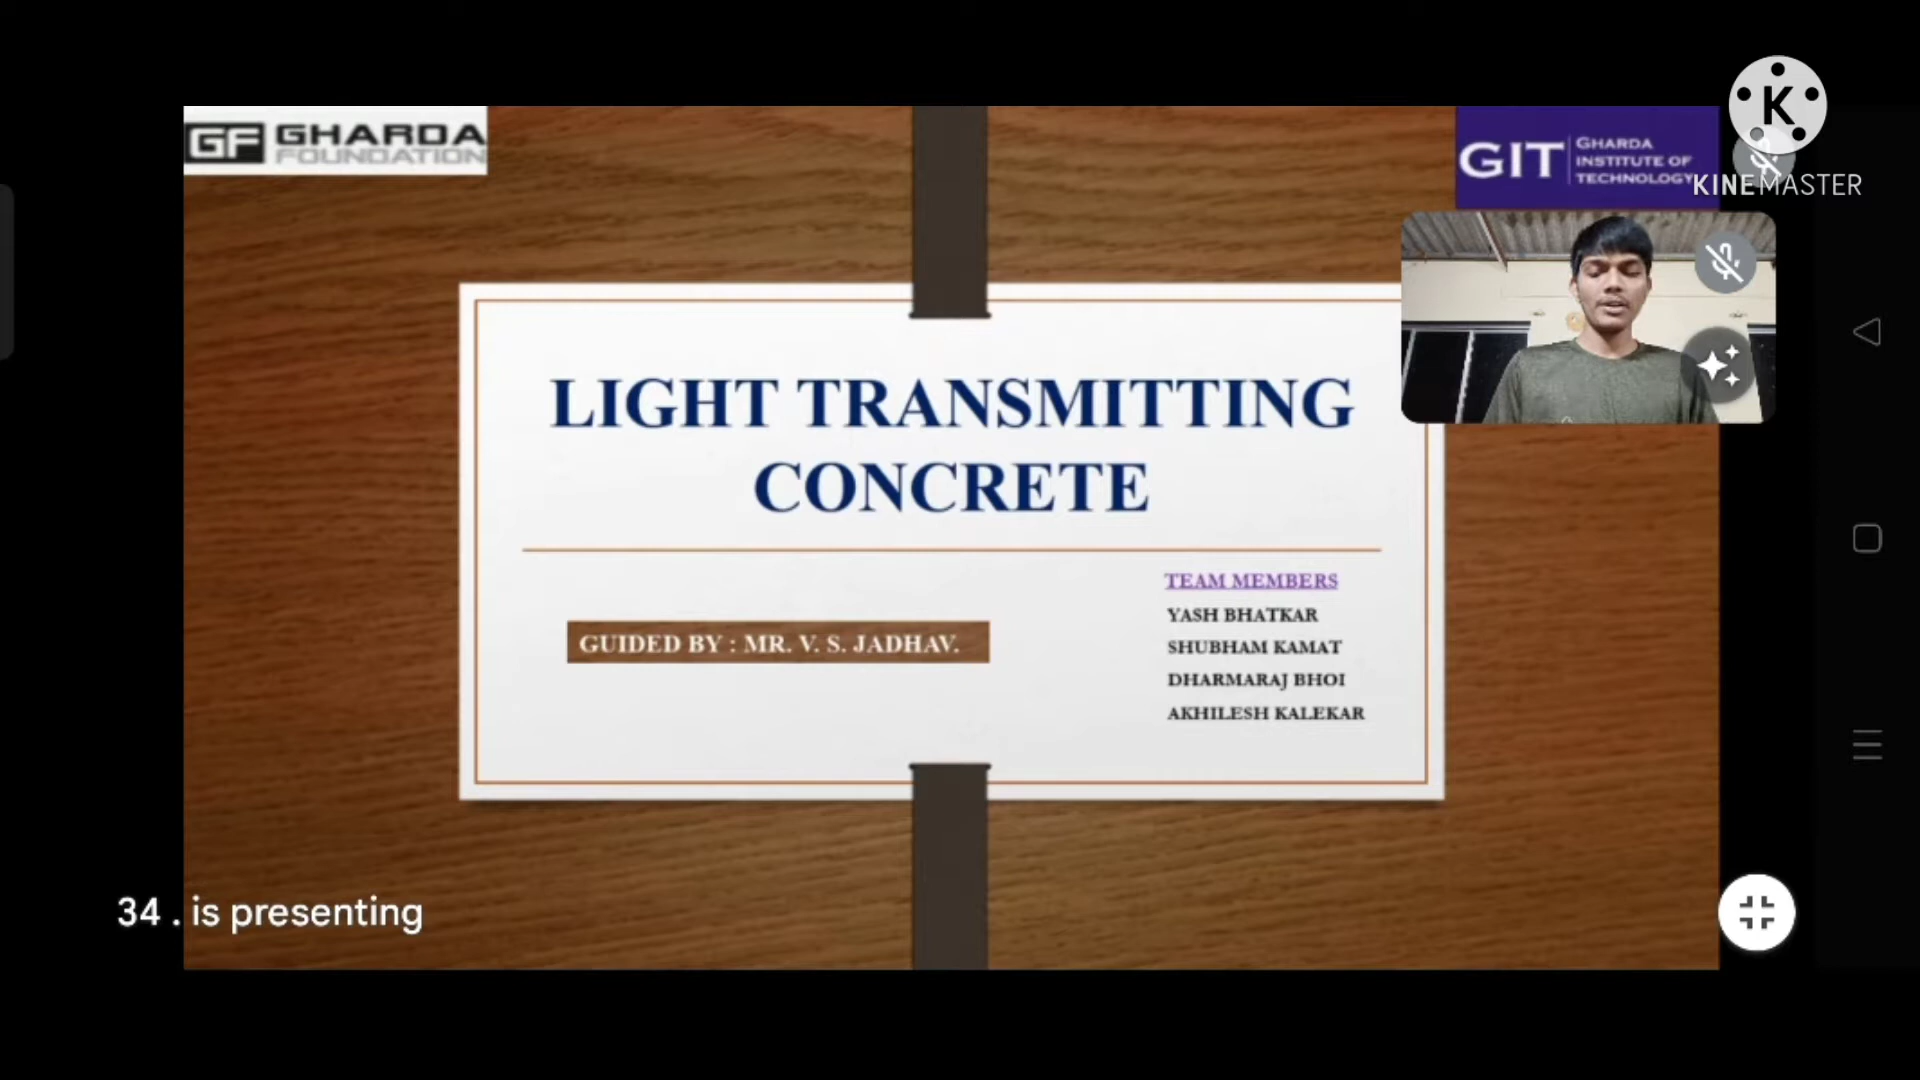 GF GHARDA
FOUNDATION
GIT GHARDA
INSTITUTE OF
TECHNOLOGY
K
KINEMASTER
LIGHT TRANSMITTING
CONCRETE
GUIDED BY : MR. V. S. JADHAV.
TEAM MEMBERS
YASH BHATKAR
SHUBHAM KAMAT
DHARMARAJ BHOI
AKHILESH KALEKAR
34 . is presenting